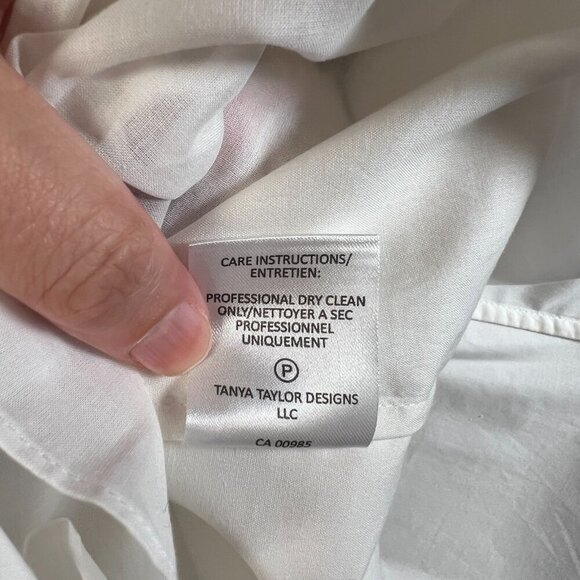 CARE INSTRUCTIONS/
ENTRETIEN:
PROFESSIONAL DRY CLEAN
ONLY/NETTOYER A SEC
PROFESSIONNEL
UNIQUEMENT
P
TANYA TAYLOR DESIGNS
LLC
CA 00985